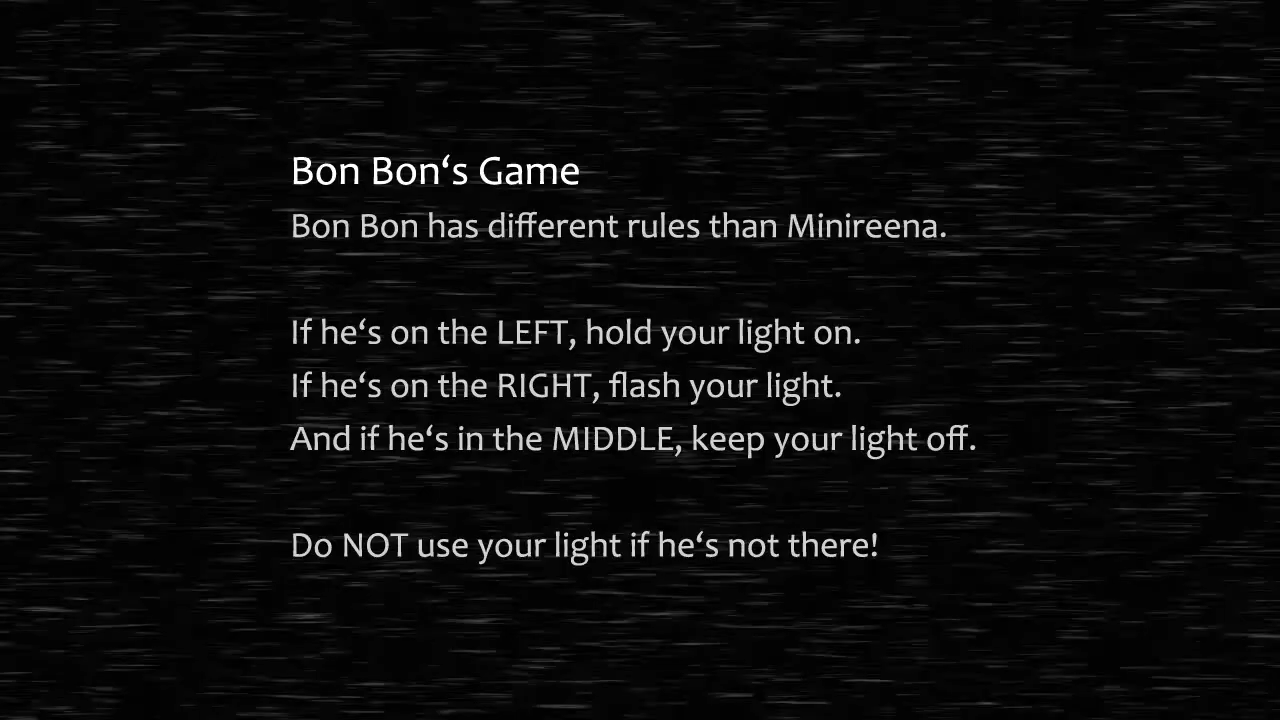 Bon Bon‘s Game
Bon Bon has different rules than Minireena.
If he‘s on the LEFT, hold your light on.
If he‘s on the RIGHT, flash your light.
And if he‘s in the MIDDLE, keep your light off.
Do NOT use your light if he‘s not there!